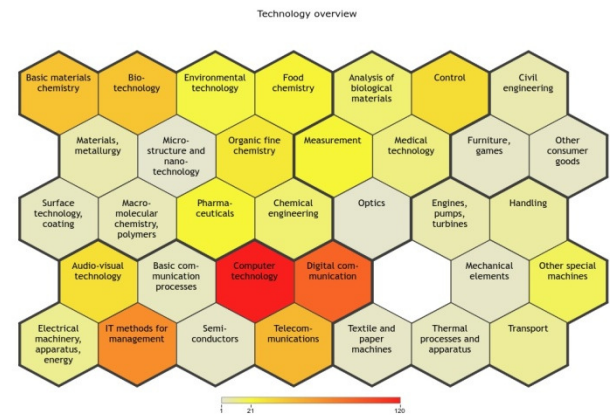 Technology overview
Basic materials
chemistry
Bio-
technology
Environmental
technology
Food
chemistry
Analysis of
biological
materials
Control
Civil
engineering
Materials,
metallurgy
Micro-
structure and
nano-
technology
Organic fine
chemistry
Measurement
Medical
technology
Furniture,
games
Other
consumer
goods
Surface
technology,
coating
Macro-
molecular
chemistry,
polymers
Pharma-
ceuticals
Chemical
engineering
Optics
Engines,
pumps,
turbines
Handling
Audio-visual
technology
Basic com-
munication
processes
Computer
technology
Digital com-
munication
Mechanical
elements
Other special
machines
Electrical
machinery,
apparatus,
energy
IT methods for
management
Semi-
conductors
Telecom-
munications
Textile and
paper
machines
Thermal
processes and
apparatus
Transport
1 21 120